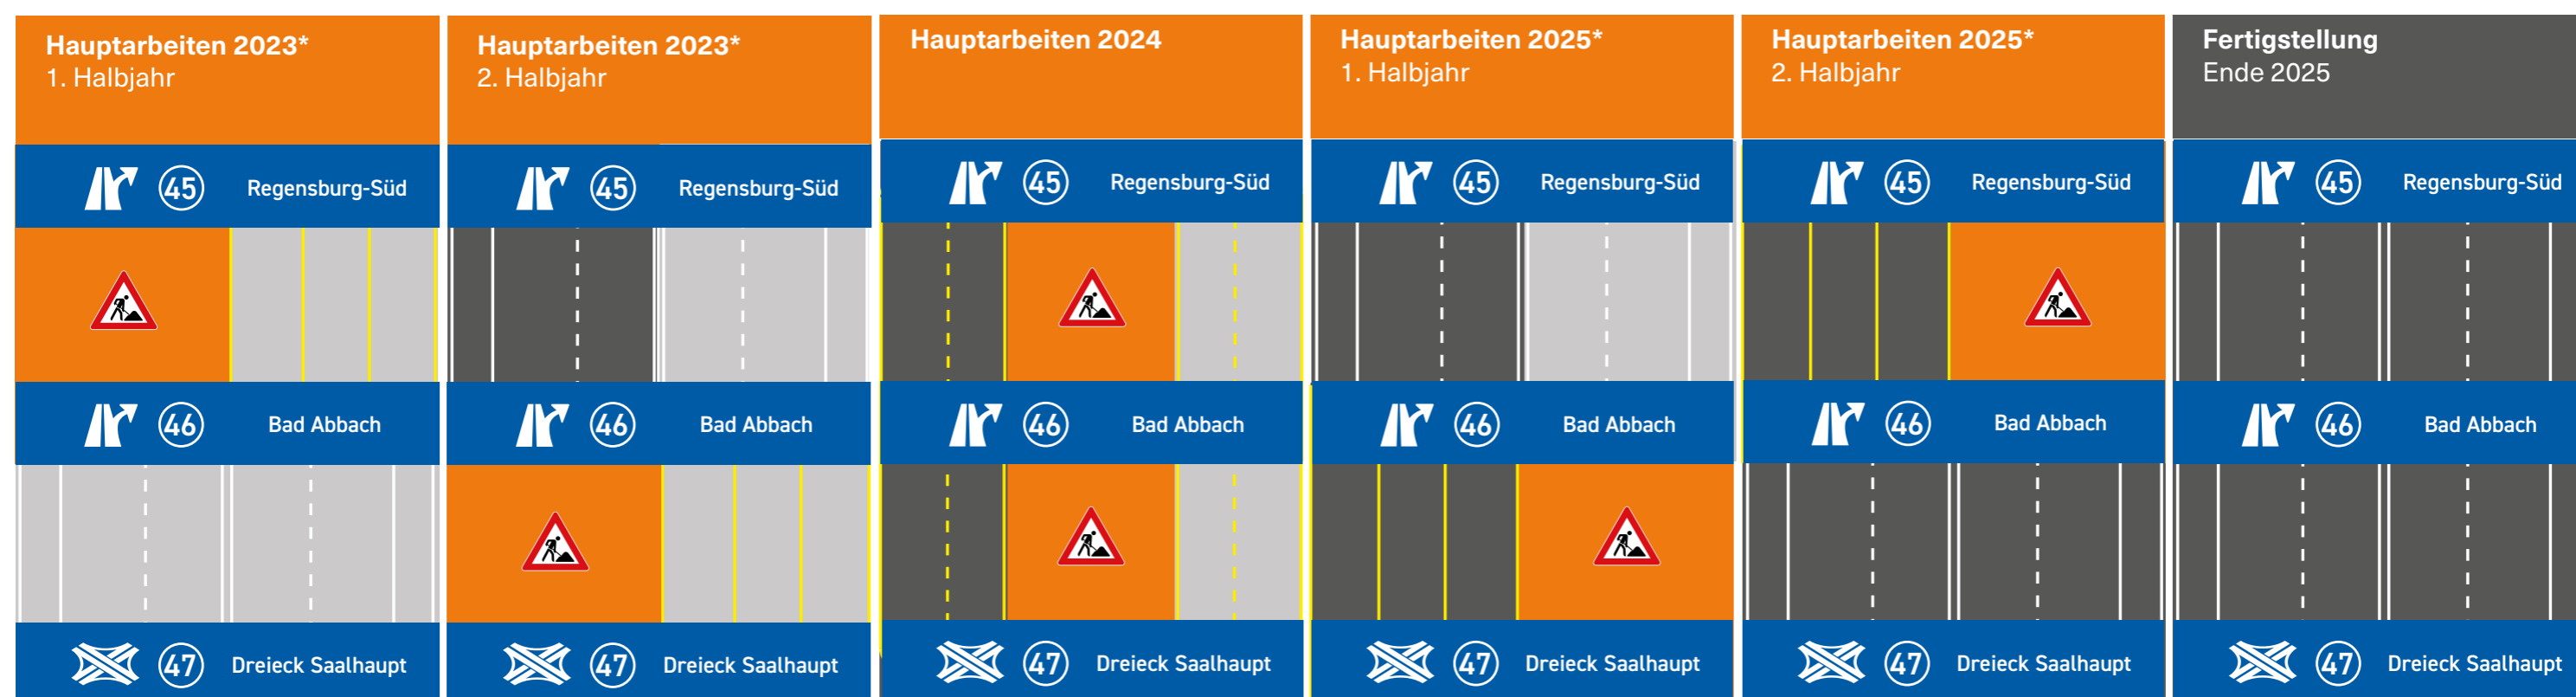 Hauptarbeiten 2023*
1. Halbjahr
45 Regensburg-Süd
46 Bad Abbach
47 Dreieck Saalhaupt
Hauptarbeiten 2023*
2. Halbjahr
45 Regensburg-Süd
46 Bad Abbach
47 Dreieck Saalhaupt
Hauptarbeiten 2024
45 Regensburg-Süd
46 Bad Abbach
47 Dreieck Saalhaupt
Hauptarbeiten 2025*
1. Halbjahr
45 Regensburg-Süd
46 Bad Abbach
47 Dreieck Saalhaupt
Hauptarbeiten 2025*
2. Halbjahr
45 Regensburg-Süd
46 Bad Abbach
47 Dreieck Saalhaupt
Fertigstellung
Ende 2025
45 Regensburg-Süd
46 Bad Abbach
47 Dreieck Saalhaupt